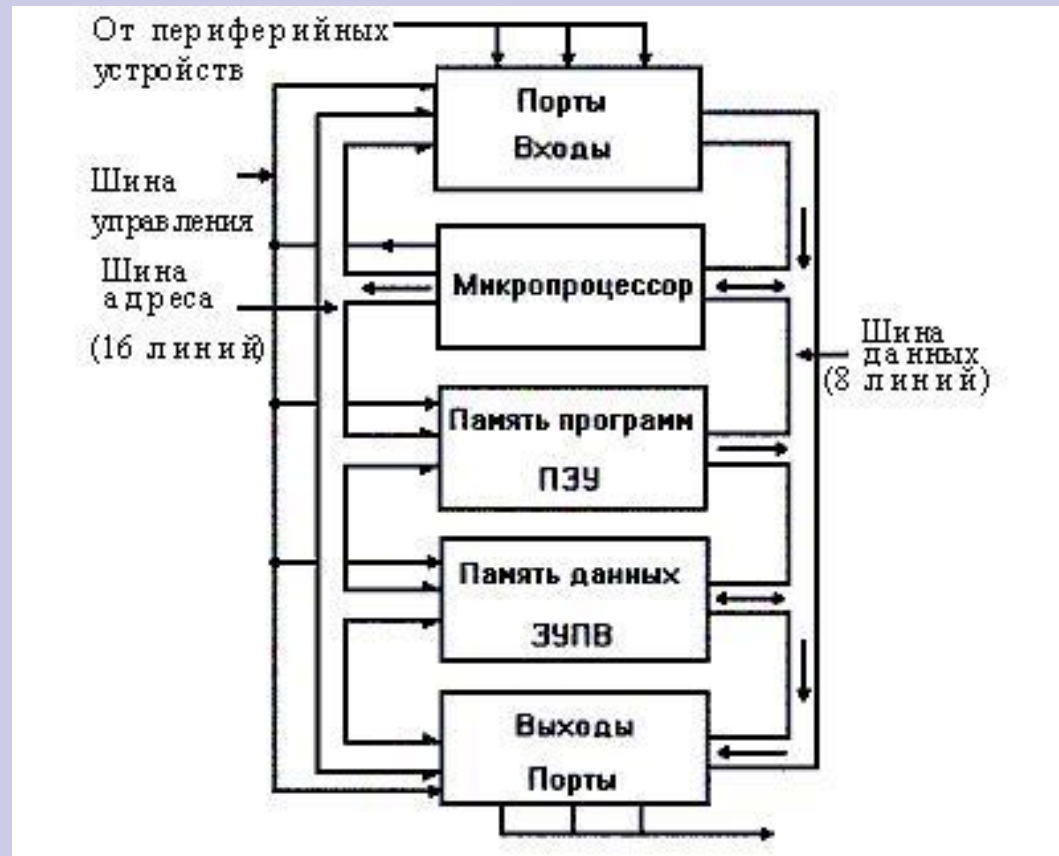 От периферийных
устройств
Порты
Входы
Шина
управления
Шина
адреса
(16 линий)
Микропроцессор
Шина
данных
(8 линий)
Память программ
ПЗУ
Память данных
ЗУПВ
Выходы
Порты